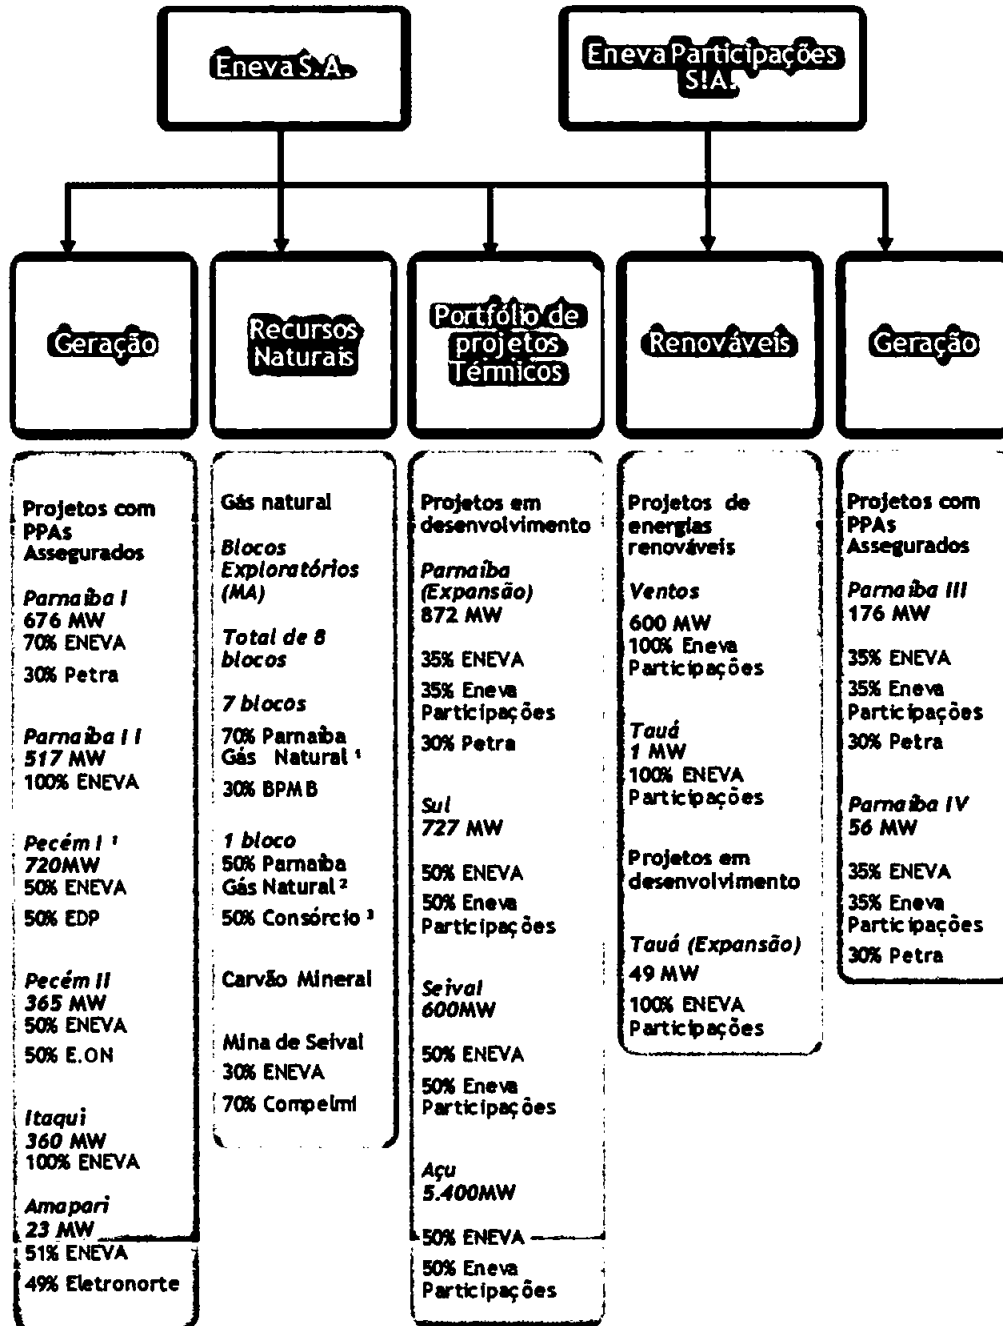 Eneva S.A.
Eneva Participações
S.A.
Geração
Recursos
Naturais
Portfólio de
projetos
Térmicos
Renováveis
Geração
Projetos com
PPAs
Assegurados
Parnaíba I
676 MW
70% ENEVA
30% Petra
Parnaíba II
517 MW
100% ENEVA
Pecém I ¹
720MW
50% ENEVA
50% EDP
Pecém II
365 MW
50% ENEVA
50% E.ON
Itaqui
360 MW
100% ENEVA
Amapari
23 MW
51% ENEVA
49% Eletronorte
Gás natural
Blocos
Exploratórios
(MA)
Total de 8
blocos
7 blocos
70% Parnaíba
Gás Natural ¹
30% BPMB
1 bloco
50% Parnaíba
Gás Natural ²
50% Consórcio ³
Carvão Mineral
Mina de Seival
30% ENEVA
70% Copelmi
Projetos em
desenvolvimento
Parnaíba
(Expansão)
872 MW
35% ENEVA
35% Eneva
Participações
30% Petra
Sul
727 MW
50% ENEVA
50% Eneva
Participações
Seival
600MW
50% ENEVA
50% Eneva
Participações
Açu
5.400MW
50% ENEVA
50% Eneva
Participações
Projetos de
energias
renováveis
Ventos
600 MW
100% Eneva
Participações
Tauá
1 MW
100% ENEVA
Participações
Projetos em
desenvolvimento
Tauá (Expansão)
49 MW
100% ENEVA
Participações
Projetos com
PPAs
Assegurados
Parnaíba III
176 MW
35% ENEVA
35% Eneva
Participações
30% Petra
Parnaíba IV
56 MW
35% ENEVA
35% Eneva
Participações
30% Petra